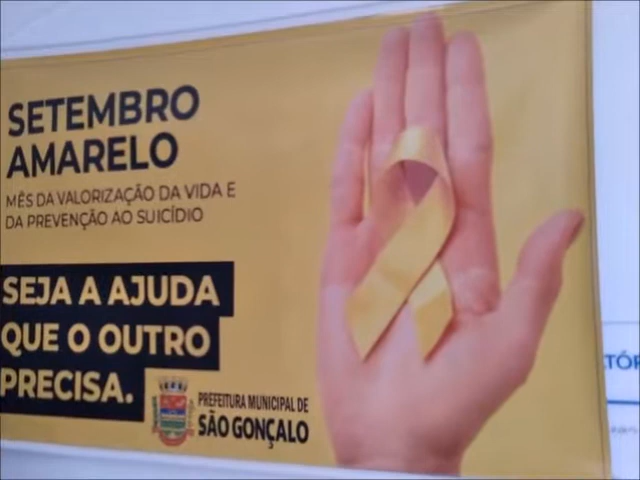 SETEMBRO
AMARELO
MÊS DA VALORIZAÇÃO DA VIDA E
DA PREVENÇÃO AO SUICÍDIO
SEJA A AJUDA
QUE O OUTRO
PRECISA.
PREFEITURA MUNICIPAL DE
SÃO GONÇALO